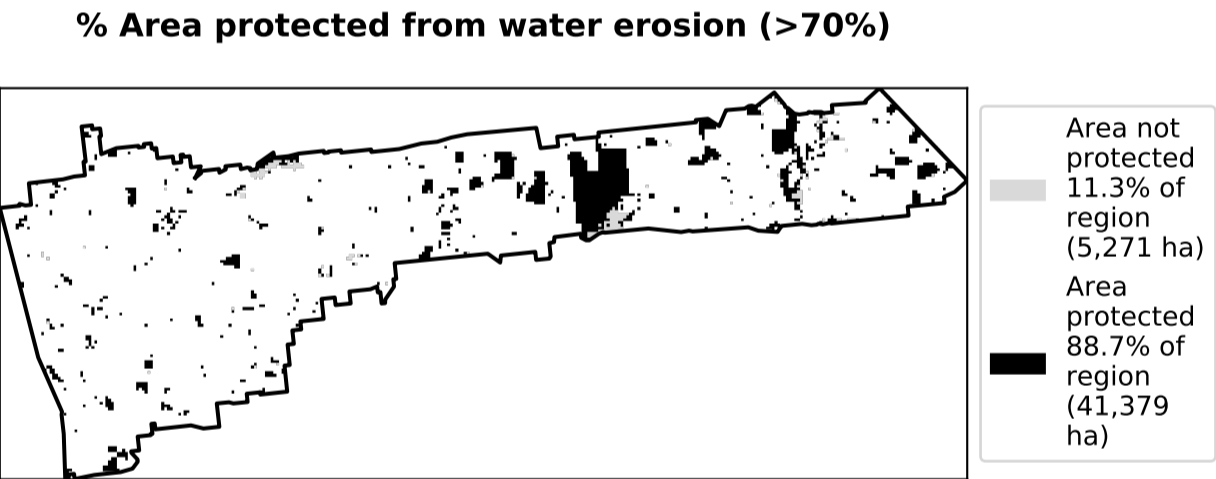 % Area protected from water erosion (>70%)
Area not
protected
11.3% of
region
(5,271 ha)
Area
protected
88.7% of
region
(41,379
ha)